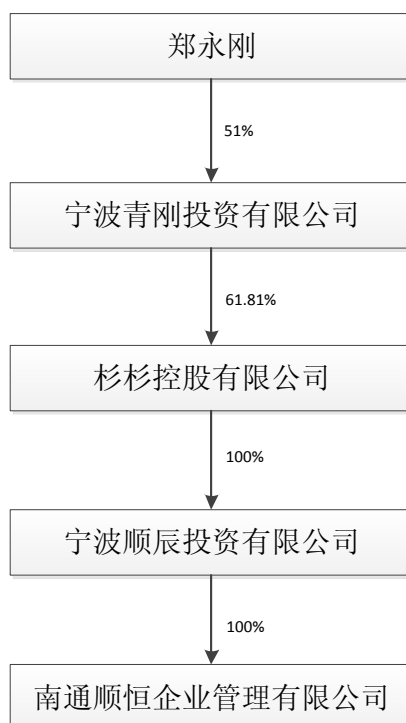 郑永刚
51%
宁波青刚投资有限公司
61.81%
杉杉控股有限公司
100%
宁波顺辰投资有限公司
100%
南通顺恒企业管理有限公司